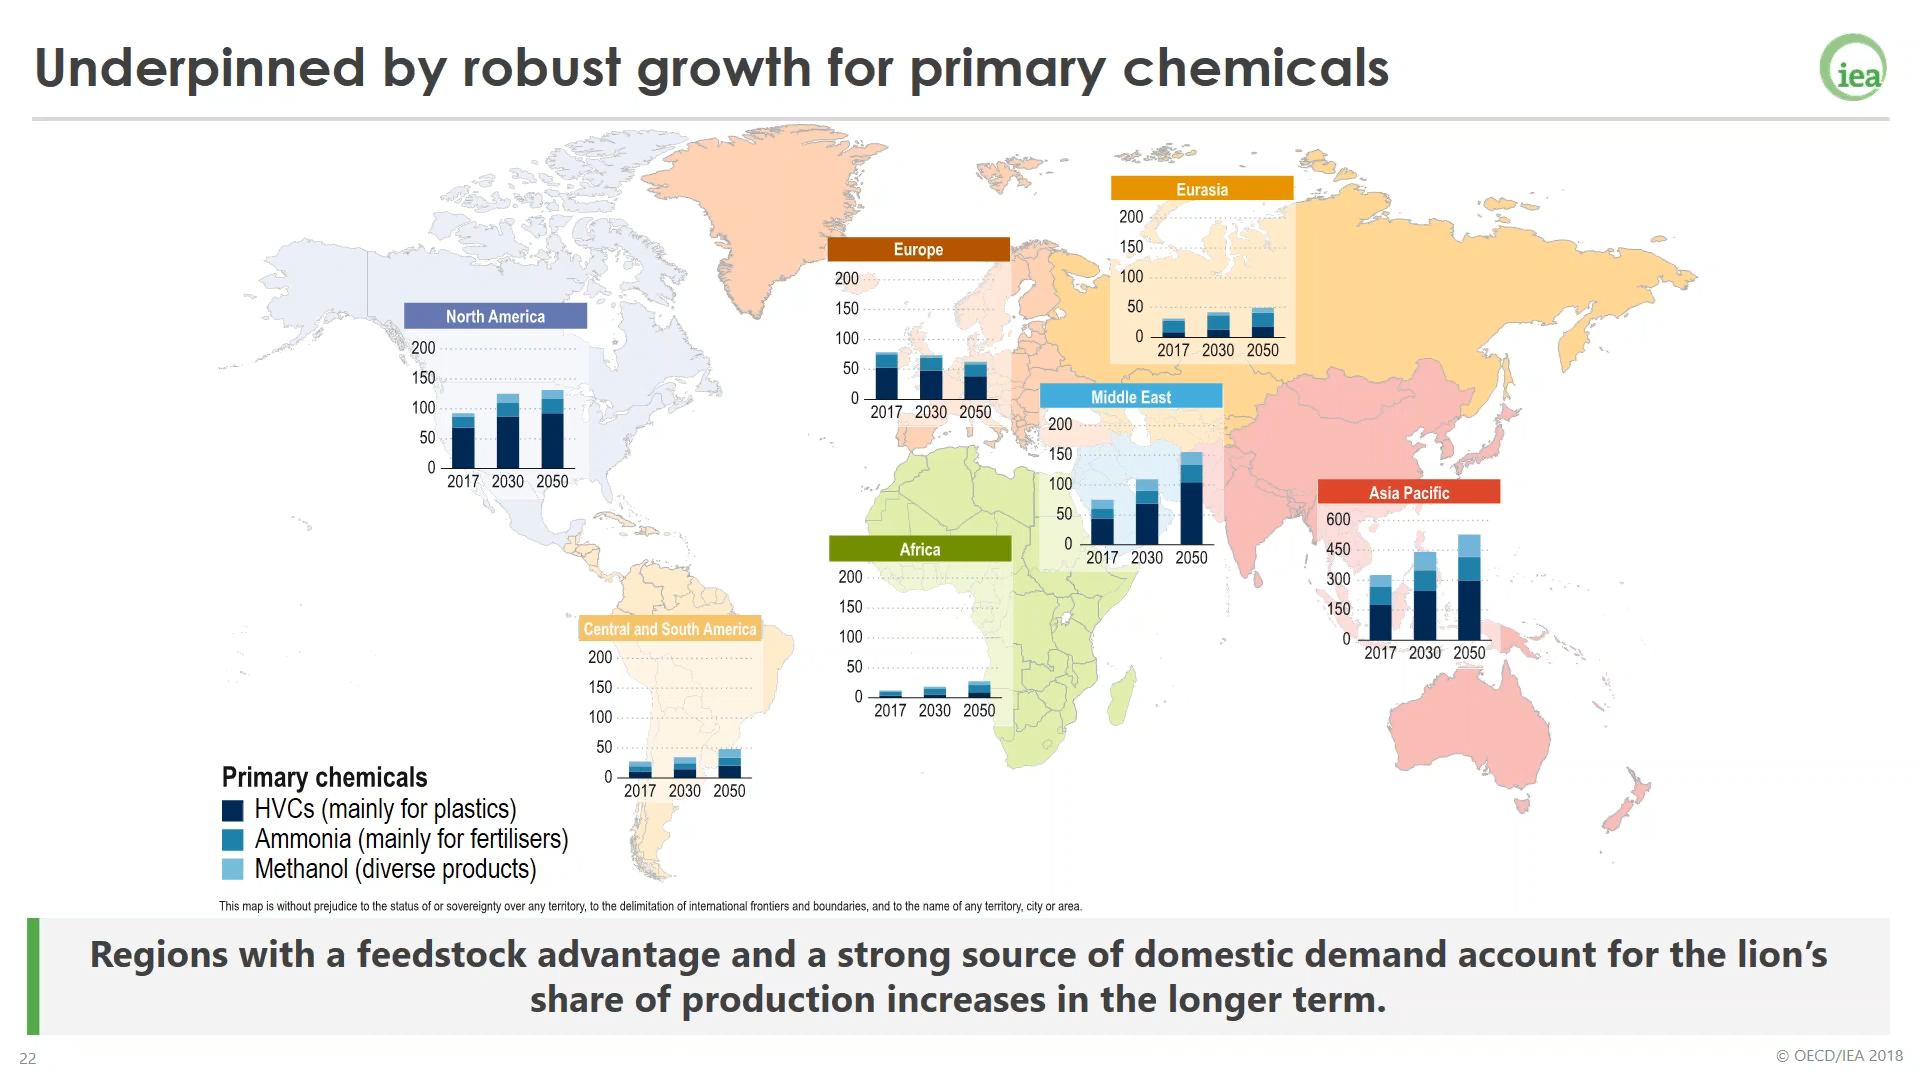 Underpinned by robust growth for primary chemicals
iea
Eurasia
200
150
100
50
0
2017 2030 2050
Europe
200
150
100
50
0
2017 2030 2050
North America
200
150
100
50
0
2017 2030 2050
Middle East
200
150
100
50
0
2017 2030 2050
Asia Pacific
600
450
300
150
0
2017 2030 2050
Africa
200
150
100
50
0
2017 2030 2050
Central and South America
200
150
100
50
0
2017 2030 2050
Primary chemicals
HVCs (mainly for plastics)
Ammonia (mainly for fertilisers)
Methanol (diverse products)
This map is without prejudice to the status of or sovereignty over any territory, to the delimitation of international frontiers and boundaries, and to the name of any territory, city or area.
Regions with a feedstock advantage and a strong source of domestic demand account for the lion’s
share of production increases in the longer term.
22
© OECD/IEA 2018